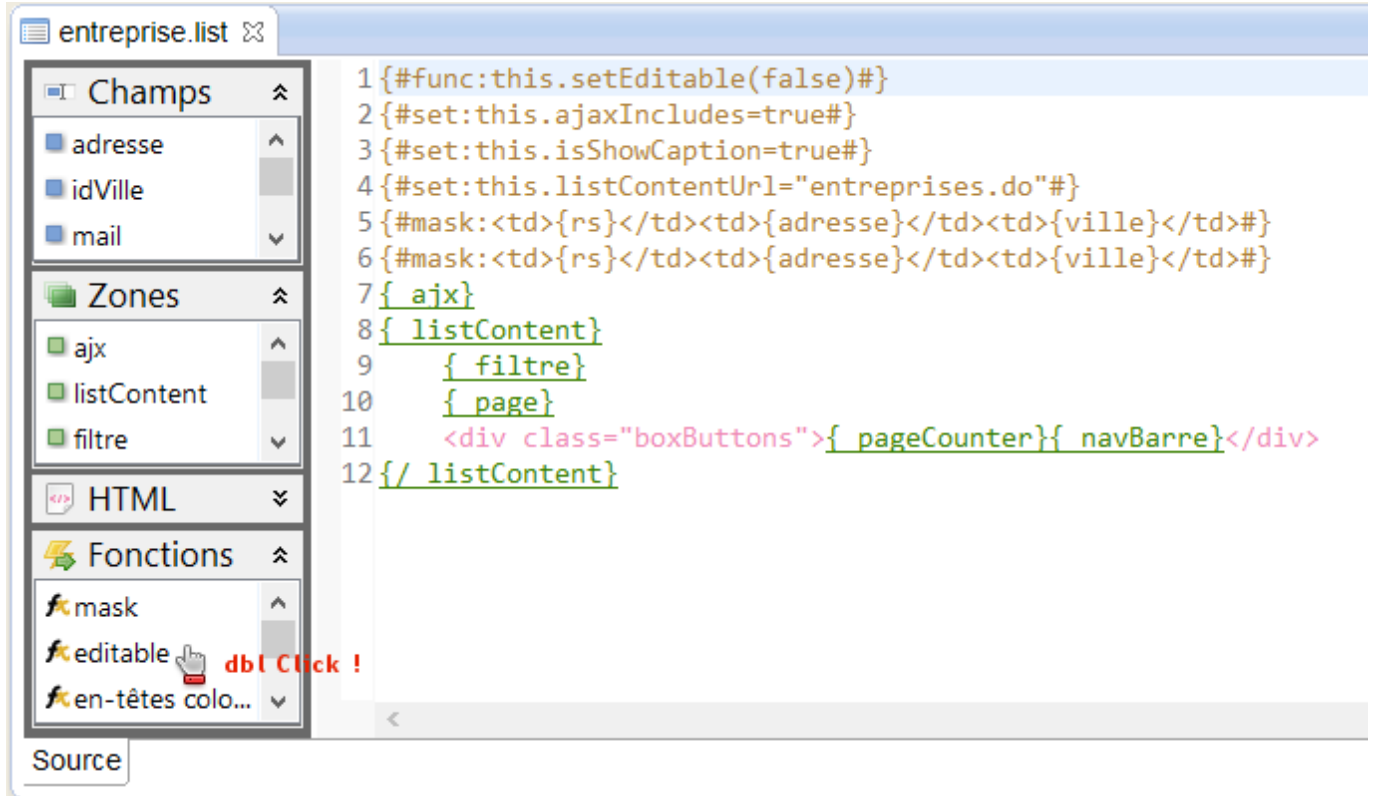 entreprise.list
Champs
adresse
idVille
mail
Zones
ajx
listContent
filtre
HTML
Fonctions
mask
editable
dbl Click !
en-têtes colo...
1 {#func:this.setEditable(false)#}
2 {#set:this.ajaxIncludes=true#}
3 {#set:this.isShowCaption=true#}
4 {#set:this.listContentUrl="entreprises.do"#}
5 {#mask:<td>{rs}</td><td>{adresse}</td><td>{ville}</td>#}
6 {#mask:<td>{rs}</td><td>{adresse}</td><td>{ville}</td>#}
7 {_ajx}
8 {_listContent}
9 {_filtre}
10 {_page}
11 <div class="boxButtons">{_pageCounter}{_navBarre}</div>
12 {/_listContent}
Source